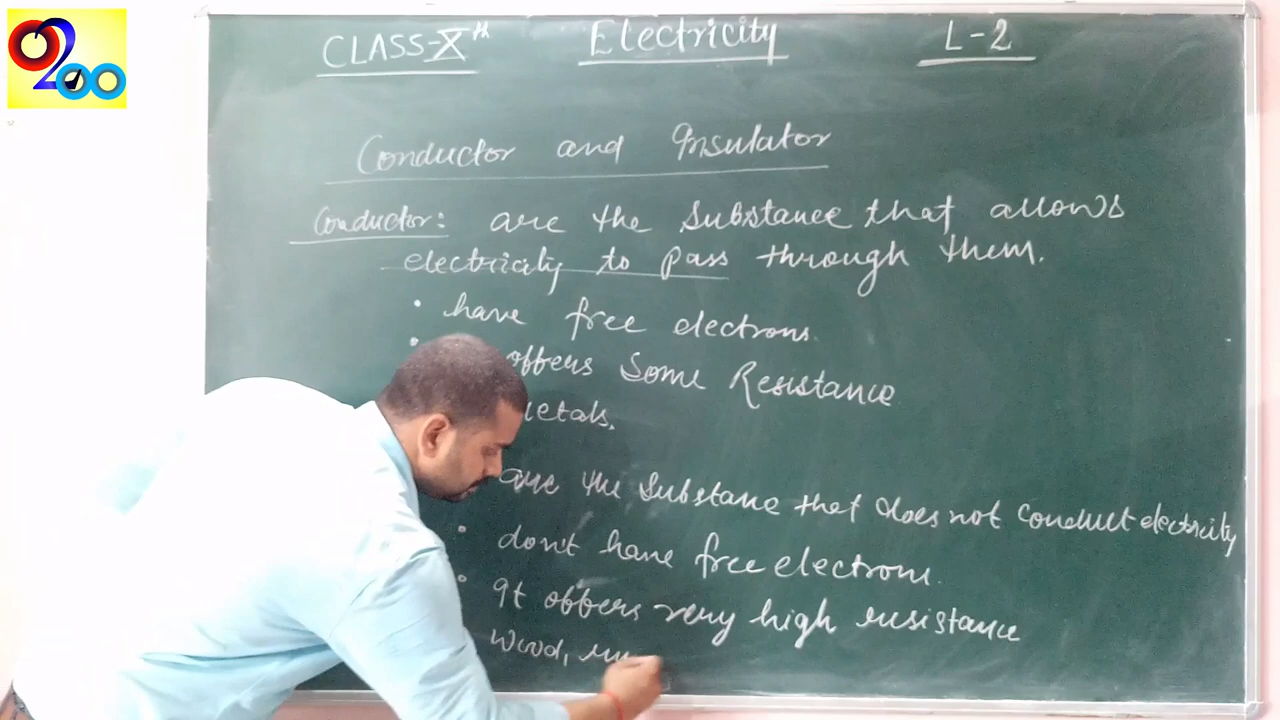 CLASS-Xth Electricity L-2
Conductor and Insulator
Conductor: are the Substance that allows
electricity to pass through them.
• have free electrons.
• offers Some Resistance
etals.
are the Substane that does not Conduct electricity
• don't have free electrons.
• It offers very high resistance
Wood,
0200